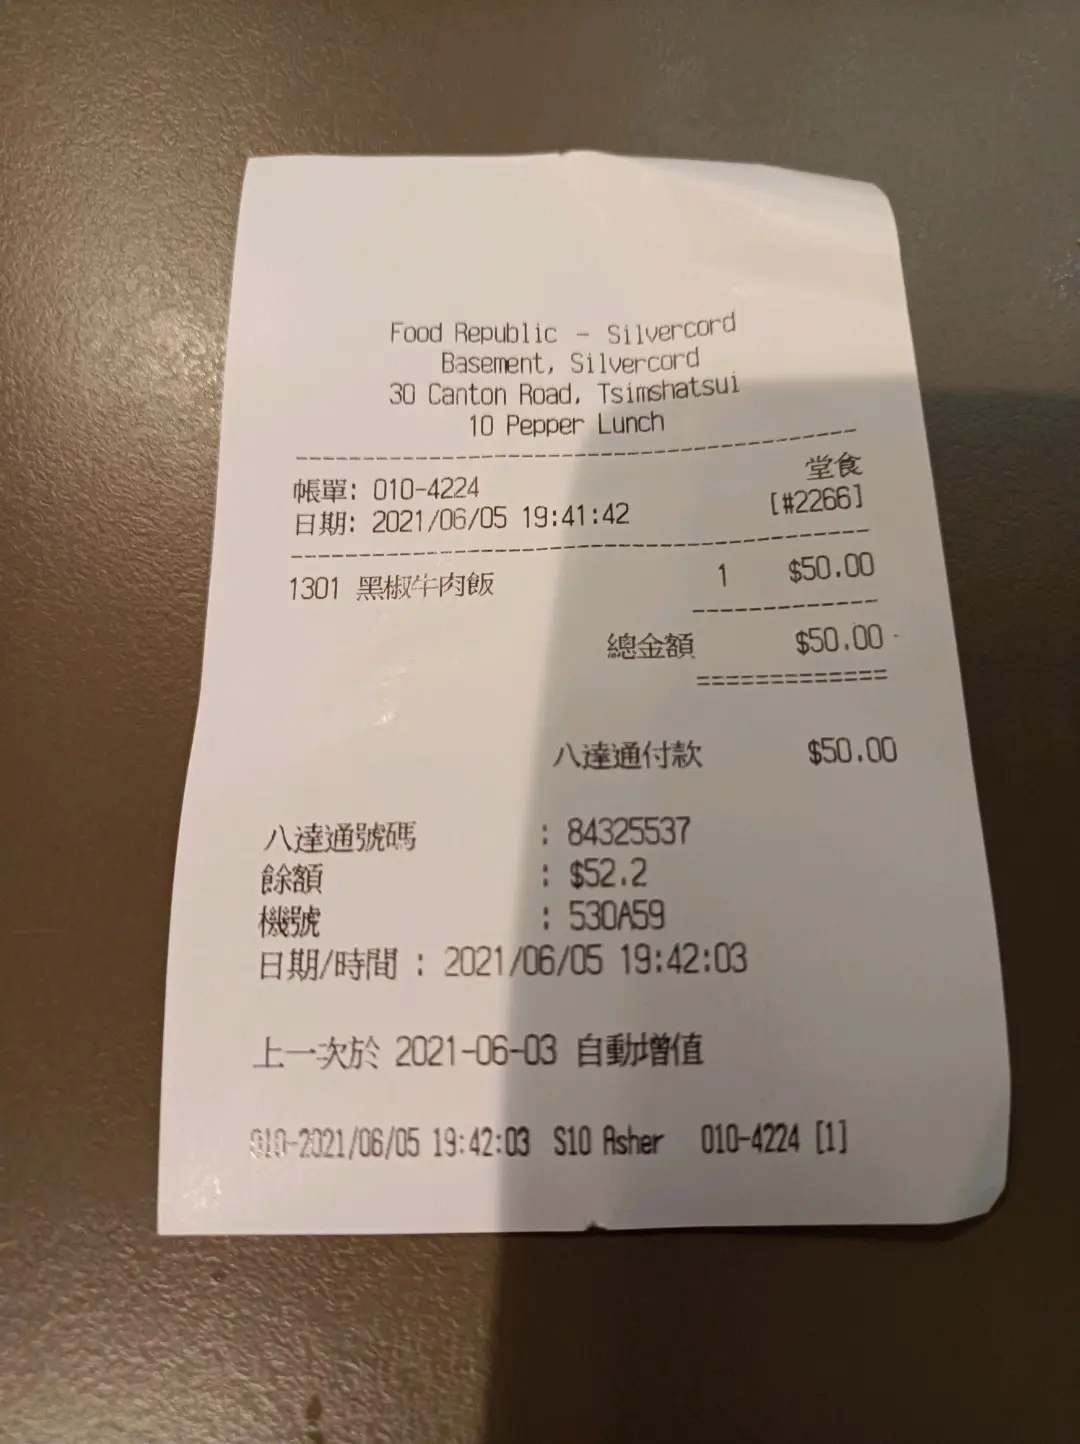 Food Republic - Silvercord
Basement, Silvercord
30 Canton Road, Tsimshatsui
10 Pepper Lunch
堂食
帳單: 010-4224 [#2266]
日期: 2021/06/05 19:41:42
1301 黑椒牛肉飯 1 $50.00
總金額 $50.00
八達通付款 $50.00
八達通號碼 : 84325537
餘額 : $52.2
機號 : 530A59
日期/時間 : 2021/06/05 19:42:03
上一次於 2021-06-03 自動增值
010-2021/06/05 19:42:03 S10 Asher 010-4224 [1]